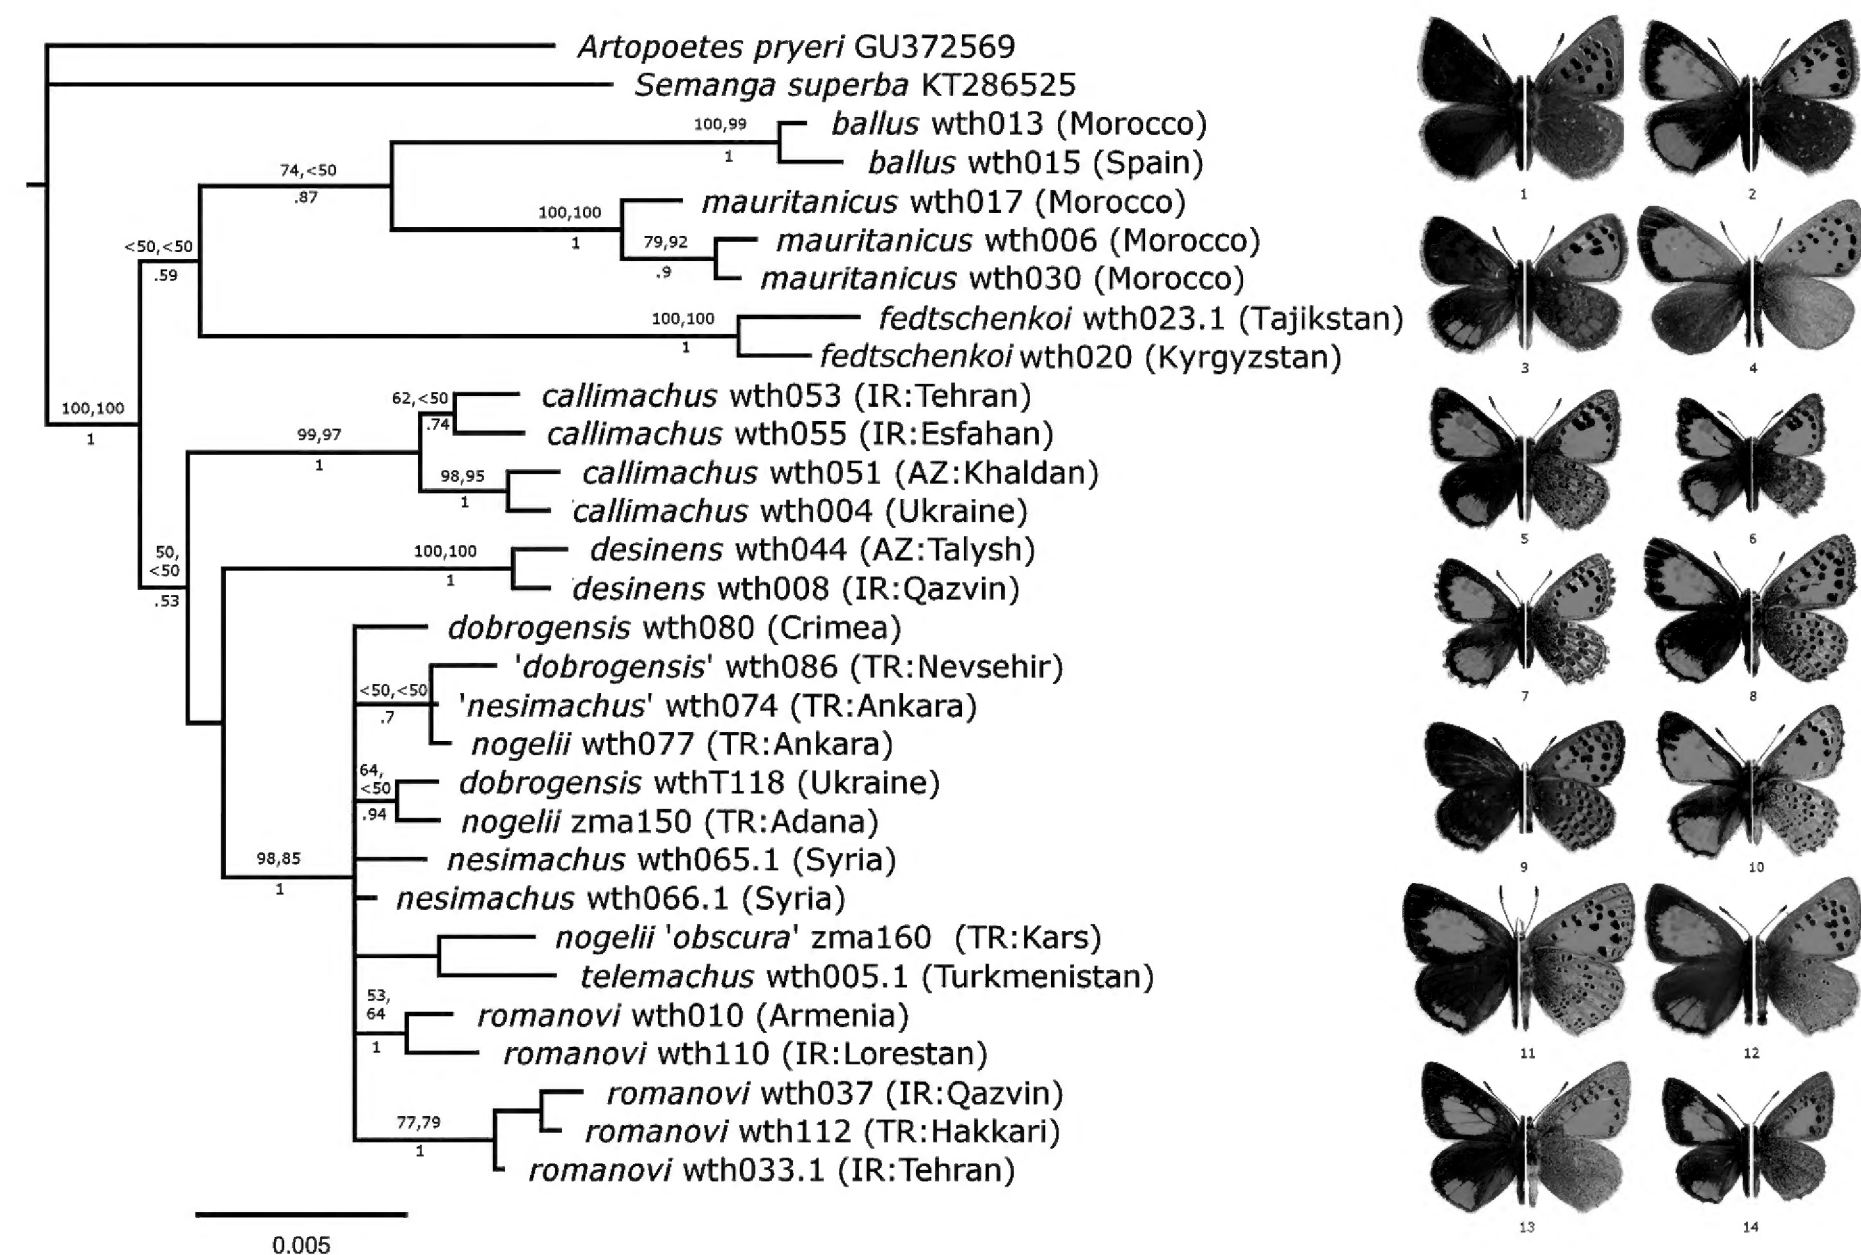 Artopoetes pryeri GU372569
Semanga superba KT286525
100,99
1
ballus wth013 (Morocco)
ballus wth015 (Spain)
74,<50
.87
mauritanicus wth017 (Morocco)
100,100
1
79,92
.9
mauritanicus wth006 (Morocco)
mauritanicus wth030 (Morocco)
<50,<50
.59
100,100
1
fedtschenkoi wth023.1 (Tajikstan)
fedtschenkoi wth020 (Kyrgyzstan)
100,100
1
62,<50
.74
callimachus wth053 (IR:Tehran)
callimachus wth055 (IR:Esfahan)
99,97
1
98,95
1
callimachus wth051 (AZ:Khaldan)
callimachus wth004 (Ukraine)
50,
<50
.53
100,100
1
desinens wth044 (AZ:Talysh)
desinens wth008 (IR:Qazvin)
dobrogensis wth080 (Crimea)
'dobrogensis' wth086 (TR:Nevsehir)
<50,<50
.7
'nesimachus' wth074 (TR:Ankara)
nogelii wth077 (TR:Ankara)
64,
<50
.94
dobrogensis wthT118 (Ukraine)
nogelii zma150 (TR:Adana)
98,85
1
nesimachus wth065.1 (Syria)
nesimachus wth066.1 (Syria)
nogelii 'obscura' zma160 (TR:Kars)
telemachus wth005.1 (Turkmenistan)
53,
64
1
romanovi wth010 (Armenia)
romanovi wth110 (IR:Lorestan)
77,79
1
romanovi wth037 (IR:Qazvin)
romanovi wth112 (TR:Hakkari)
romanovi wth033.1 (IR:Tehran)
0.005
1
2
3
4
5
6
7
8
9
10
11
12
13
14